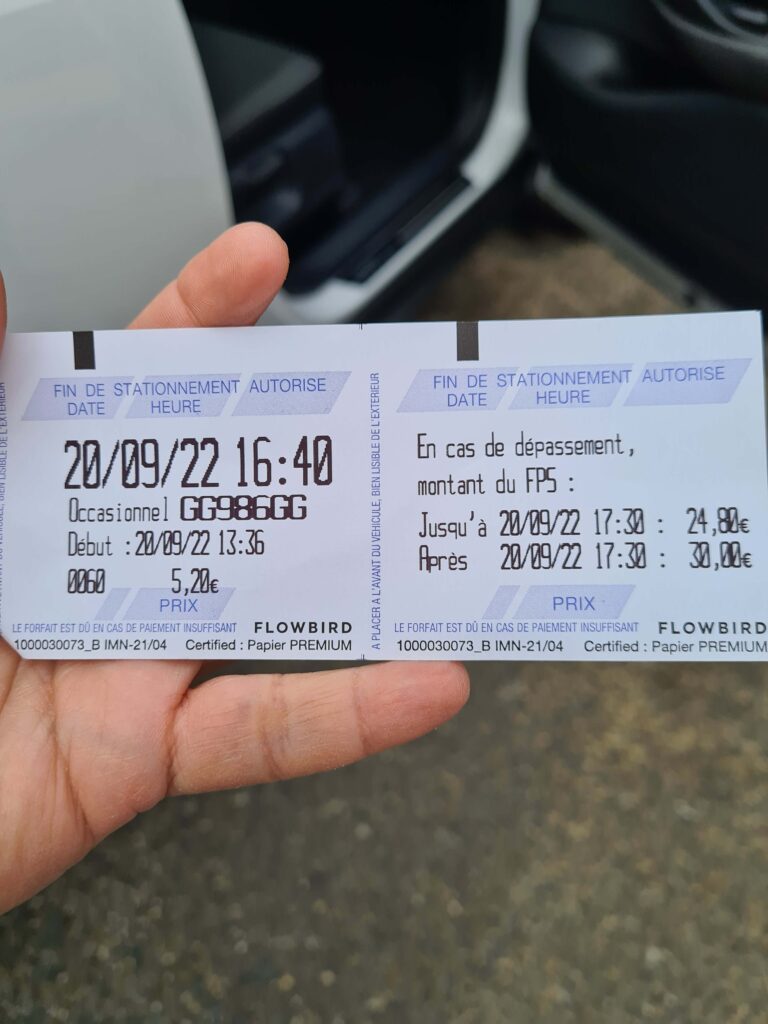 FIN DE STATIONNEMENT AUTORISE
DATE HEURE
20/09/22 16:40
Occasionnel GG986GG
Début : 20/09/22 13:36
0060 5,20€
PRIX
LE FORFAIT EST DÛ EN CAS DE PAIEMENT INSUFFISANT FLOWBIRD
1000030073_B IMN-21/04 Certified : Papier PREMIUM
A PLACER A L'AVANT DU VEHICULE, BIEN LISIBLE DE L'EXTERIEUR
FIN DE STATIONNEMENT AUTORISE
DATE HEURE
En cas de dépassement,
montant du FPS :
Jusqu'à 20/09/22 17:30 : 24,80€
Après 20/09/22 17:30 : 30,00€
PRIX
LE FORFAIT EST DÛ EN CAS DE PAIEMENT INSUFFISANT FLOWBIRD
1000030073_B IMN-21/04 Certified : Papier PREMIUM